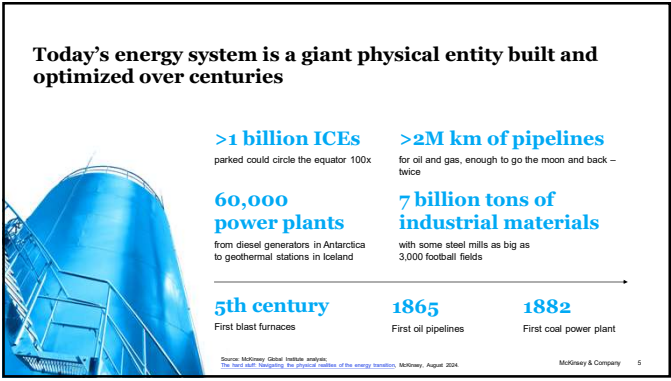 Today’s energy system is a giant physical entity built and
optimized over centuries
>1 billion ICEs
parked could circle the equator 100x
>2M km of pipelines
for oil and gas, enough to go the moon and back –
twice
60,000
power plants
from diesel generators in Antarctica
to geothermal stations in Iceland
7 billion tons of
industrial materials
with some steel mills as big as
3,000 football fields
5th century
First blast furnaces
1865
First oil pipelines
1882
First coal power plant
Source: McKinsey Global Institute analysis;
The hard stuff: Navigating the physical realities of the energy transition, McKinsey, August 2024.
McKinsey & Company 5